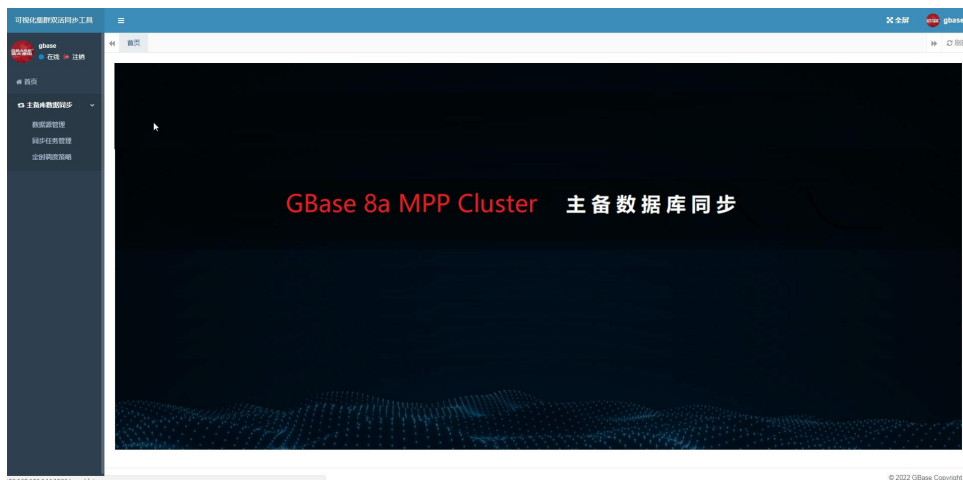 可视化集群双活同步工具
全屏
gbase
gbase
在线 注销
首页
首页
主备库数据同步
数据源管理
同步任务管理
定时调度策略
GBase 8a MPP Cluster 主备数据库同步
© 2022 GBase Copyright